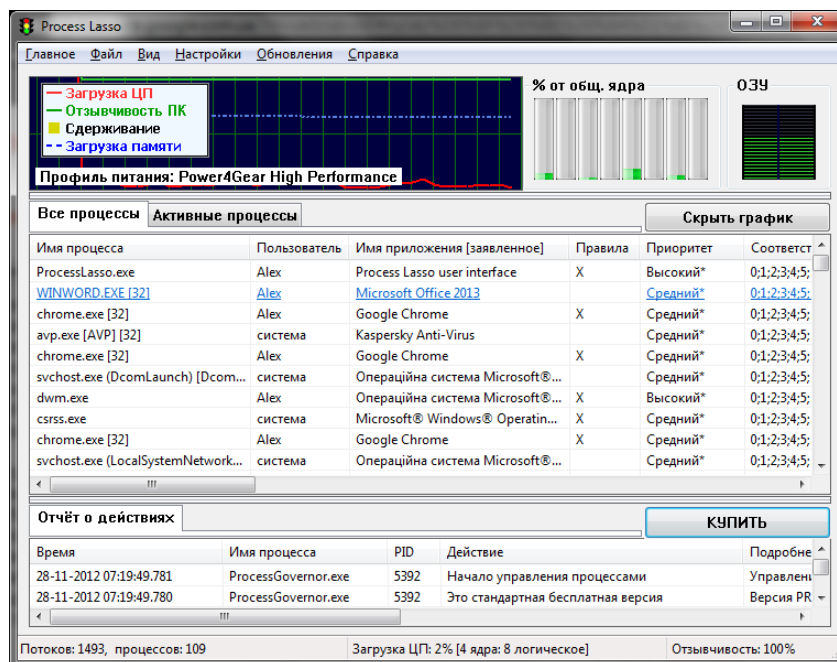 Process Lasso
Главное Файл Вид Настройки Обновления Справка
Загрузка ЦП
Отзывчивость ПК
Сдерживание
Загрузка памяти
Профиль питания: Power4Gear High Performance
% от общ. ядра
ОЗУ
Все процессы Активные процессы
Скрыть график
Имя процесса Пользователь Имя приложения [заявленное] Правила Приоритет Соответст
ProcessLasso.exe Alex Process Lasso user interface X Высокий* 0;1;2;3;4;5;
WINWORD.EXE [32] Alex Microsoft Office 2013 Средний* 0;1;2;3;4;5;
chrome.exe [32] Alex Google Chrome X Средний* 0;1;2;3;4;5;
avp.exe [AVP] [32] система Kaspersky Anti-Virus Средний* 0;1;2;3;4;5;
chrome.exe [32] Alex Google Chrome X Средний* 0;1;2;3;4;5;
svchost.exe (DcomLaunch) [Dcom... система Операційна система Microsoft®... Средний* 0;1;2;3;4;5;
dwm.exe Alex Операційна система Microsoft®... X Высокий* 0;1;2;3;4;5;
csrss.exe система Microsoft® Windows® Operatin... X Средний* 0;1;2;3;4;5;
chrome.exe [32] Alex Google Chrome X Средний* 0;1;2;3;4;5;
svchost.exe (LocalSystemNetwork... система Операційна система Microsoft®... Средний* 0;1;2;3;4;5;
Отчёт о действиях
КУПИТЬ
Время Имя процесса PID Действие Подробне
28-11-2012 07:19:49.781 ProcessGovernor.exe 5392 Начало управления процессами Управлен
28-11-2012 07:19:49.780 ProcessGovernor.exe 5392 Это стандартная бесплатная версия Версия PR
Потоков: 1493, процессов: 109 Загрузка ЦП: 2% [4 ядра: 8 логическое] Отзывчивость: 100%